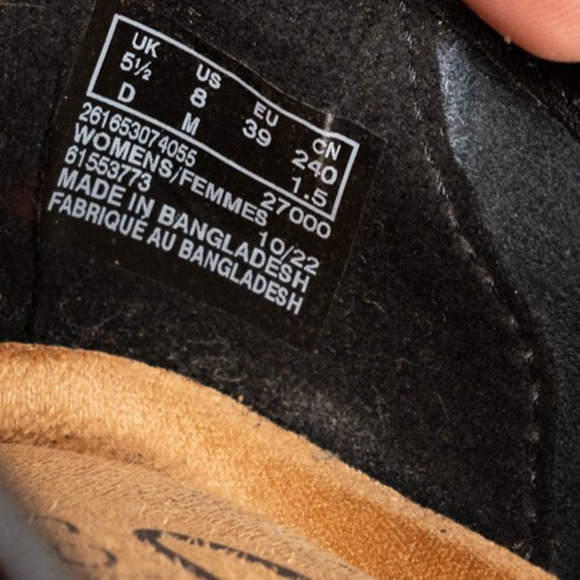 UK US EU CN
5½ 8 39 240
D M 1.5
261653074055 27000
WOMENS/FEMMES
61553773 10/22
MADE IN BANGLADESH
FABRIQUÉ AU BANGLADESH